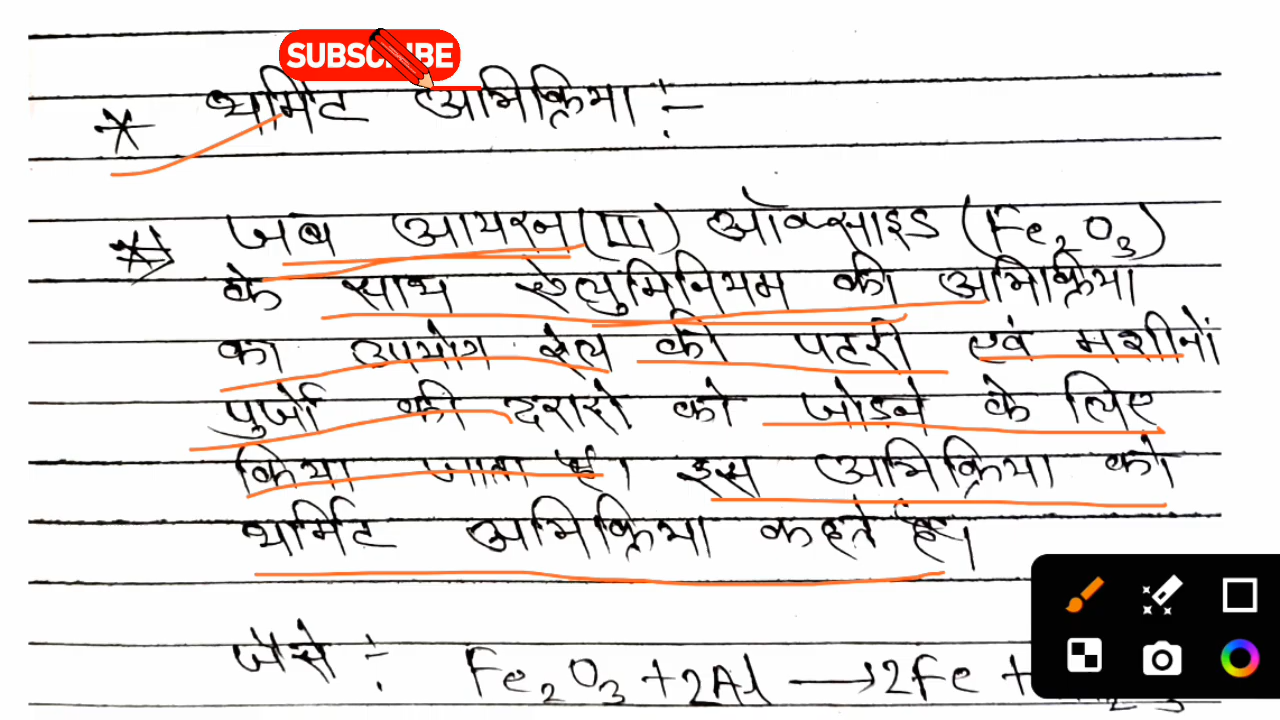 SUBSCRIBE
* थर्मिट अभिक्रिया :-
* जब आयरन (III) ऑक्साइड (Fe₂O₃)
के साथ ऐलुमिनियम की अभिक्रिया
का उपयोग रेल की पटरी एवं मशीनों
पुर्जो की दरारो को जोडने के लिए
किया जाता है। इस अभिक्रिया को
थर्मिट अभिक्रिया कहते हैं।
जैसे :- Fe₂O₃ + 2Al → 2Fe +